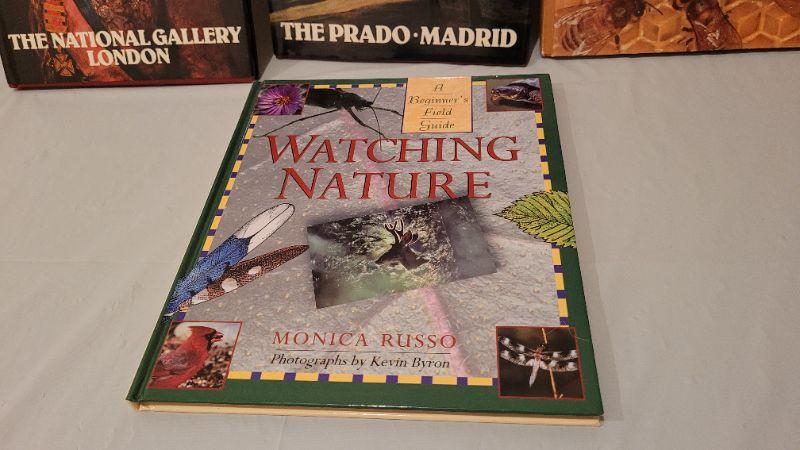 THE NATIONAL GALLERY
LONDON
THE PRADO·MADRID
A
Beginner's
Field
Guide
WATCHING
NATURE
MONICA RUSSO
Photographs by Kevin Byron